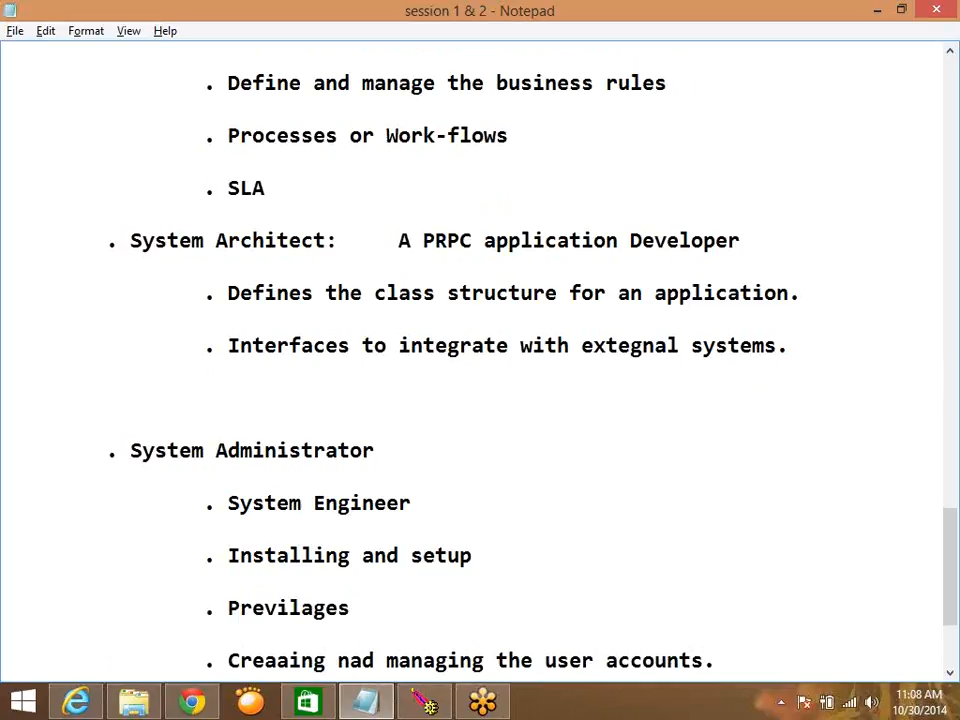 session 1 & 2 - Notepad
File Edit Format View Help
. Define and manage the business rules
. Processes or Work-flows
. SLA
. System Architect: A PRPC application Developer
. Defines the class structure for an application.
. Interfaces to integrate with extegnal systems.
. System Administrator
. System Engineer
. Installing and setup
. Previlages
. Creaaing nad managing the user accounts.
11:08 AM
10/30/2014